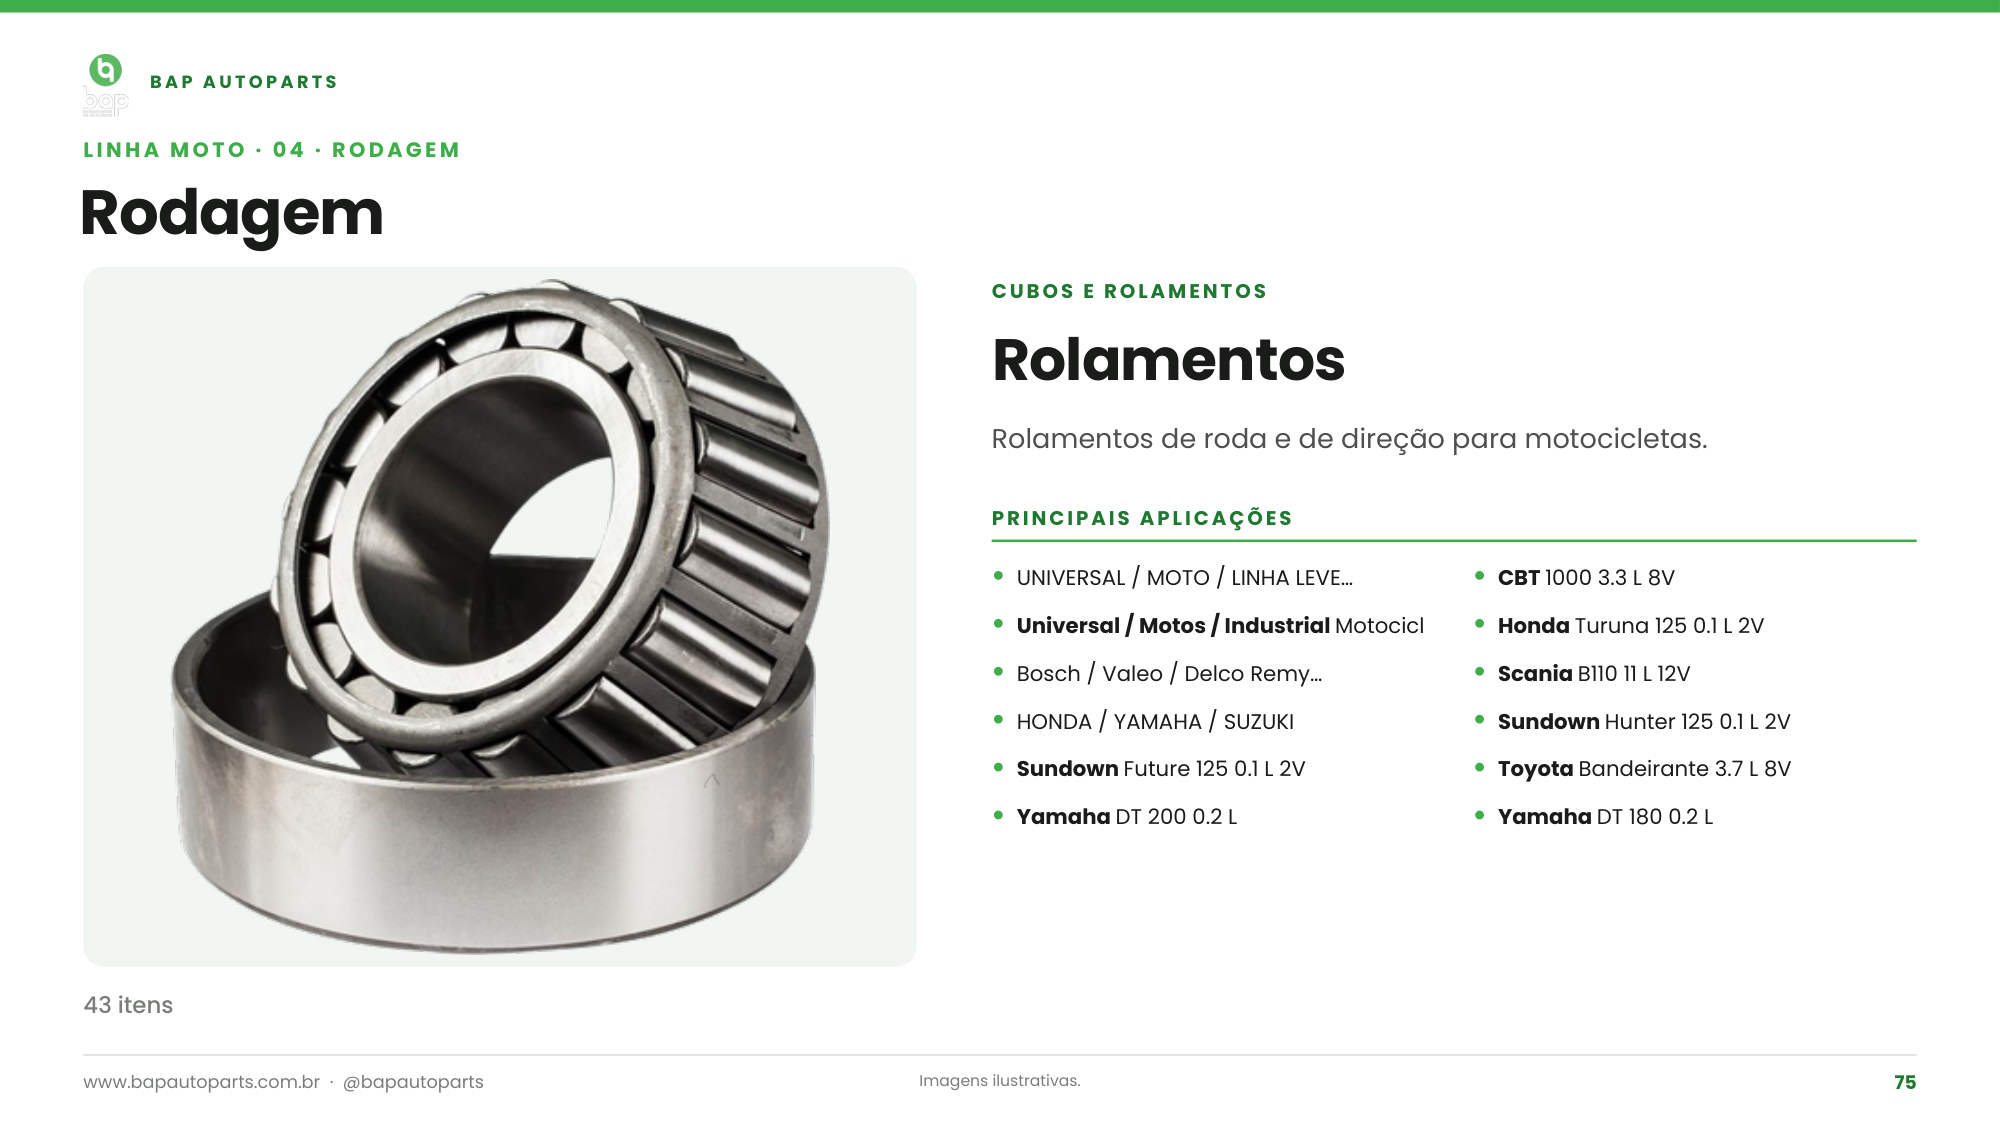 bap
BAP AUTOPARTS
LINHA MOTO · 04 · RODAGEM
Rodagem
CUBOS E ROLAMENTOS
Rolamentos
Rolamentos de roda e de direção para motocicletas.
PRINCIPAIS APLICAÇÕES
• UNIVERSAL / MOTO / LINHA LEVE...
• Universal / Motos / Industrial Motocicl
• Bosch / Valeo / Delco Remy...
• HONDA / YAMAHA / SUZUKI
• Sundown Future 125 0.1 L 2V
• Yamaha DT 200 0.2 L
• CBT 1000 3.3 L 8V
• Honda Turuna 125 0.1 L 2V
• Scania B110 11 L 12V
• Sundown Hunter 125 0.1 L 2V
• Toyota Bandeirante 3.7 L 8V
• Yamaha DT 180 0.2 L
43 itens
www.bapautoparts.com.br · @bapautoparts
Imagens ilustrativas.
75